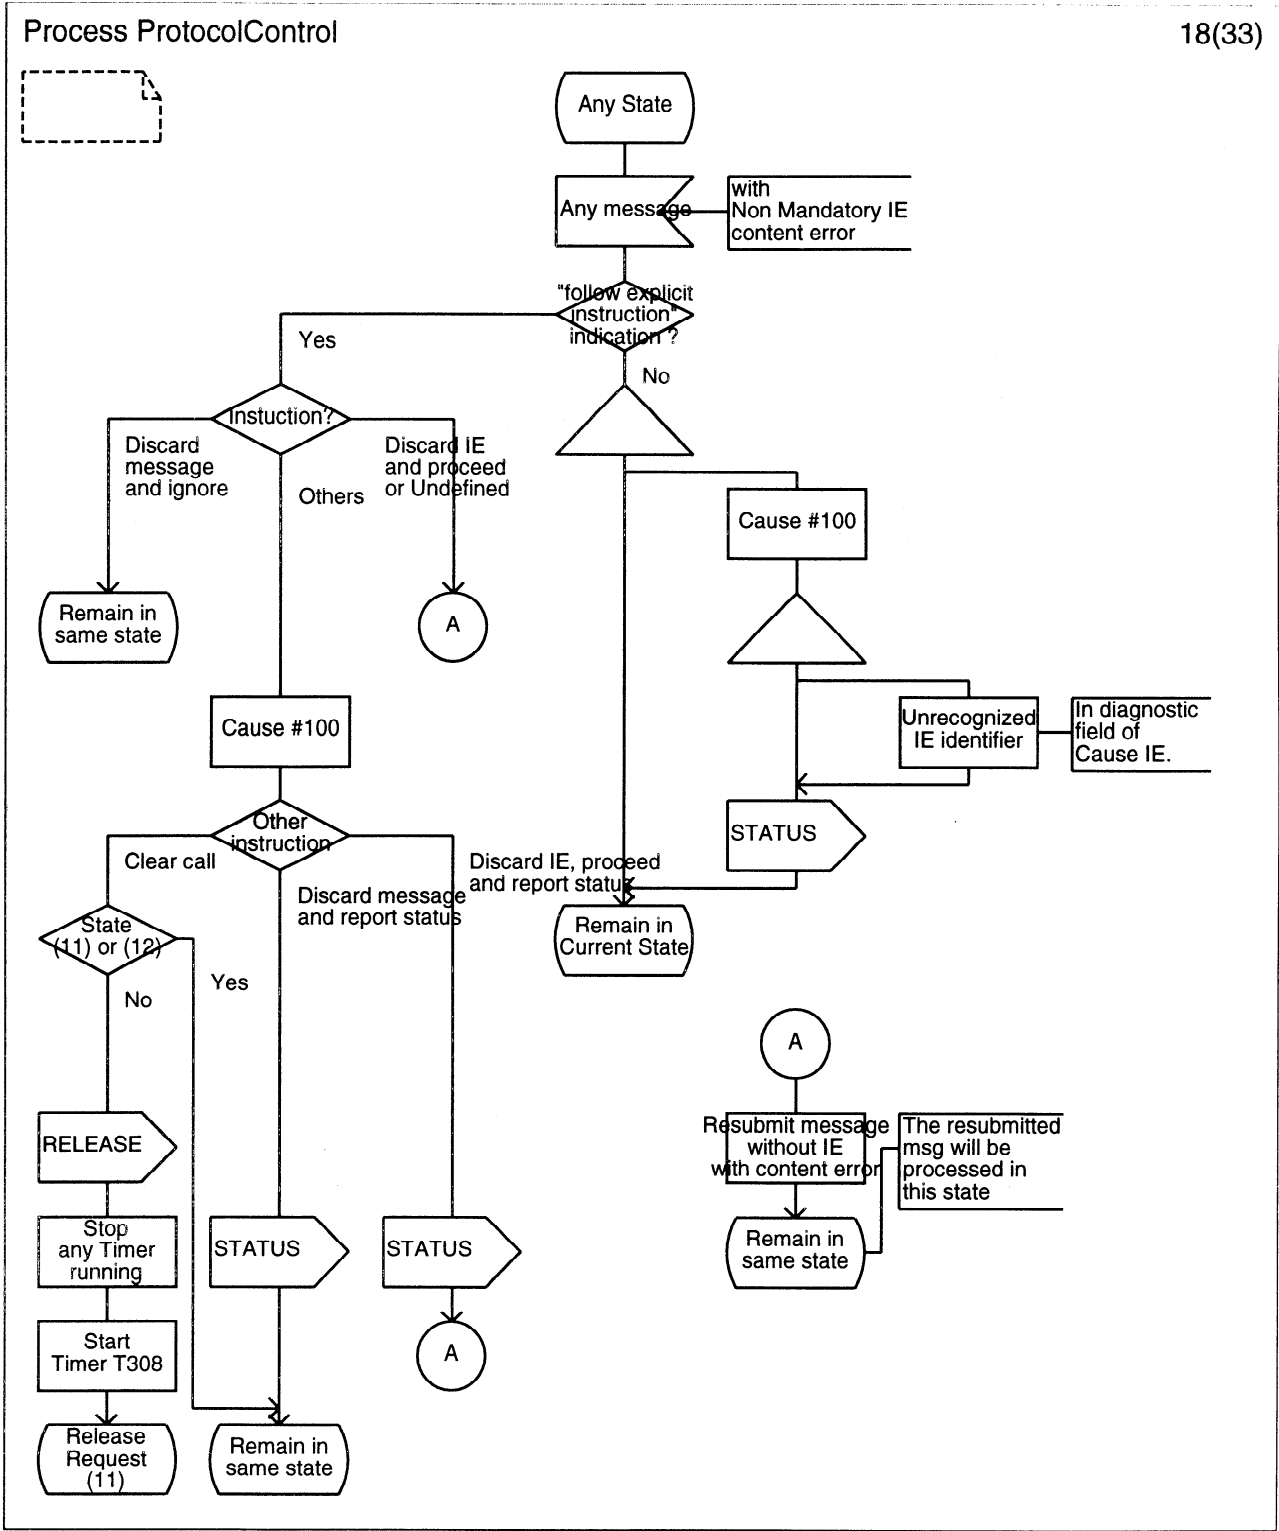 Process ProtocolControl
18(33)
Any State
Any message
with
Non Mandatory IE
content error
"follow explicit
instruction"
indication ?
Yes
No
Instuction?
Discard
message
and ignore
Others
Discard IE
and proceed
or Undefined
Cause #100
Remain in
same state
A
Cause #100
Unrecognized
IE identifier
In diagnostic
field of
Cause IE.
Other
instruction
STATUS
Clear call
Discard message
and report status
Discard IE, proceed
and report status
State
(11) or (12)
Remain in
Current State
Yes
No
A
RELEASE
Resubmit message
without IE
with content error
The resubmitted
msg will be
processed in
this state
Stop
any Timer
running
STATUS
STATUS
Remain in
same state
Start
Timer T308
A
Release
Request
(11)
Remain in
same state